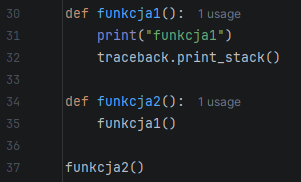 30 def funkcja1(): 1 usage
31 print("funkcja1")
32 traceback.print_stack()
33
34 def funkcja2(): 1 usage
35 funkcja1()
36
37 funkcja2()